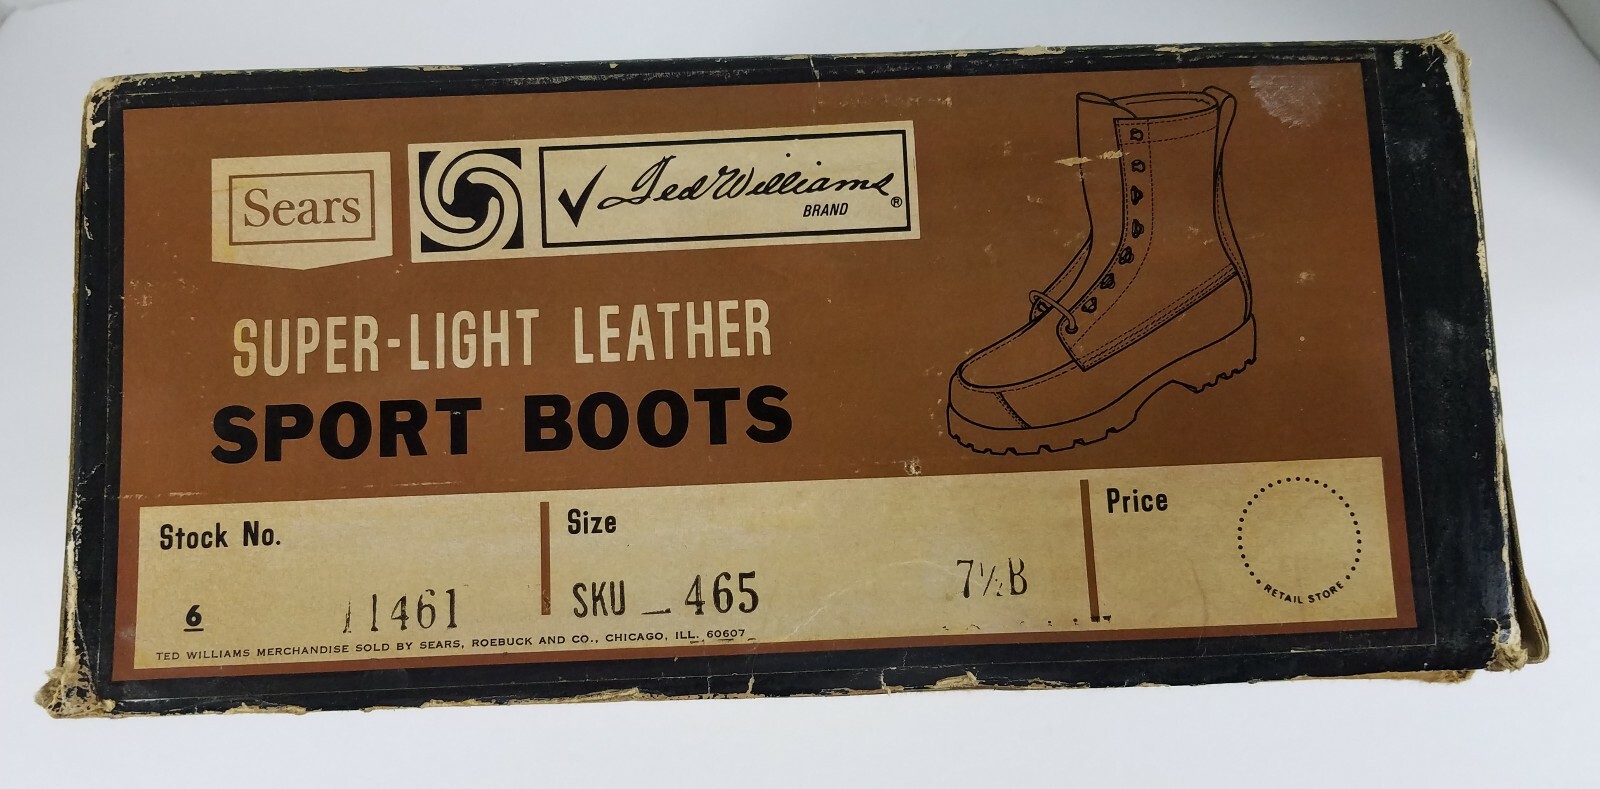 Sears
Ted Williams
BRAND ®
SUPER-LIGHT LEATHER
SPORT BOOTS
Stock No.
6 11461
Size
SKU _ 465 7½B
Price
RETAIL STORE
TED WILLIAMS MERCHANDISE SOLD BY SEARS, ROEBUCK AND CO., CHICAGO, ILL. 60607